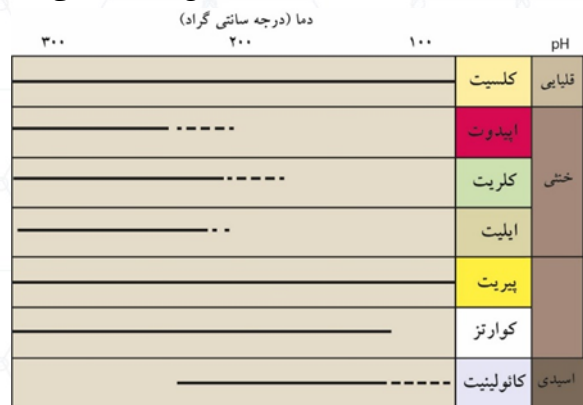 دما (درجه سانتی گراد)
pH ۱۰۰ ۲۰۰ ۳۰۰
قلیایی کلسیت
اپیدوت
خنثی کلریت
ایلیت
پیریت
کوارتز
اسیدی کائولینیت